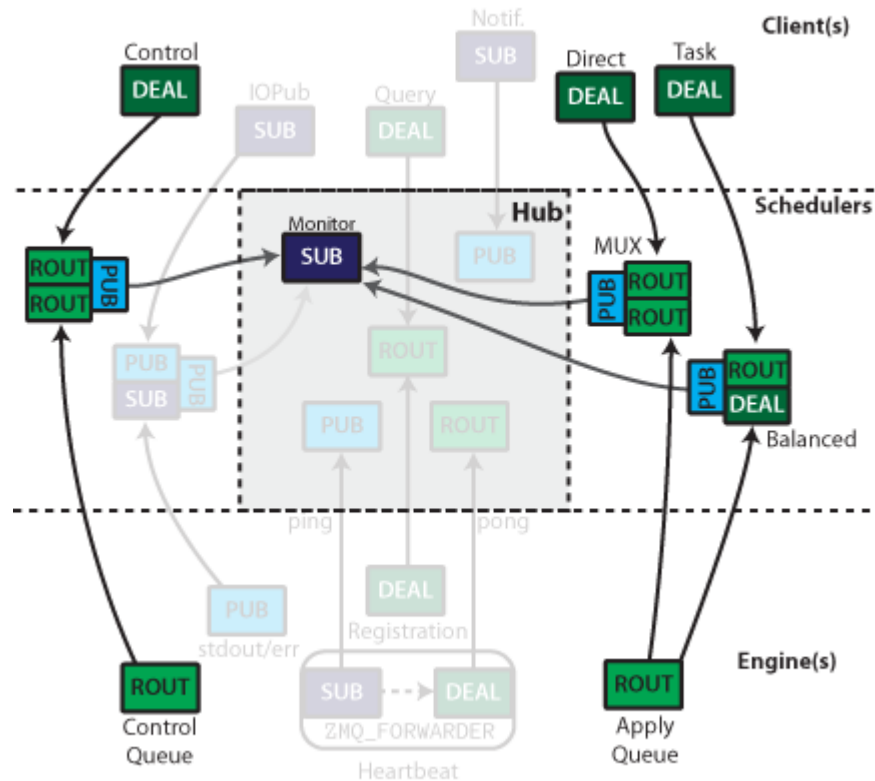 Notif.
Client(s)
Control
SUB
Direct
Task
DEAL
IOPub
Query
DEAL
DEAL
SUB
DEAL
Hub
Schedulers
Monitor
SUB
PUB
MUX
ROUT
ROUT
PUB
PUB
ROUT
ROUT
PUB
SUB
PUB
ROUT
PUB
ROUT
DEAL
Balanced
PUB
ROUT
ping
pong
DEAL
Registration
PUB
stdout/err
Engine(s)
ROUT
Control
Queue
SUB
DEAL
ZMQ_FORWARDER
Heartbeat
ROUT
Apply
Queue